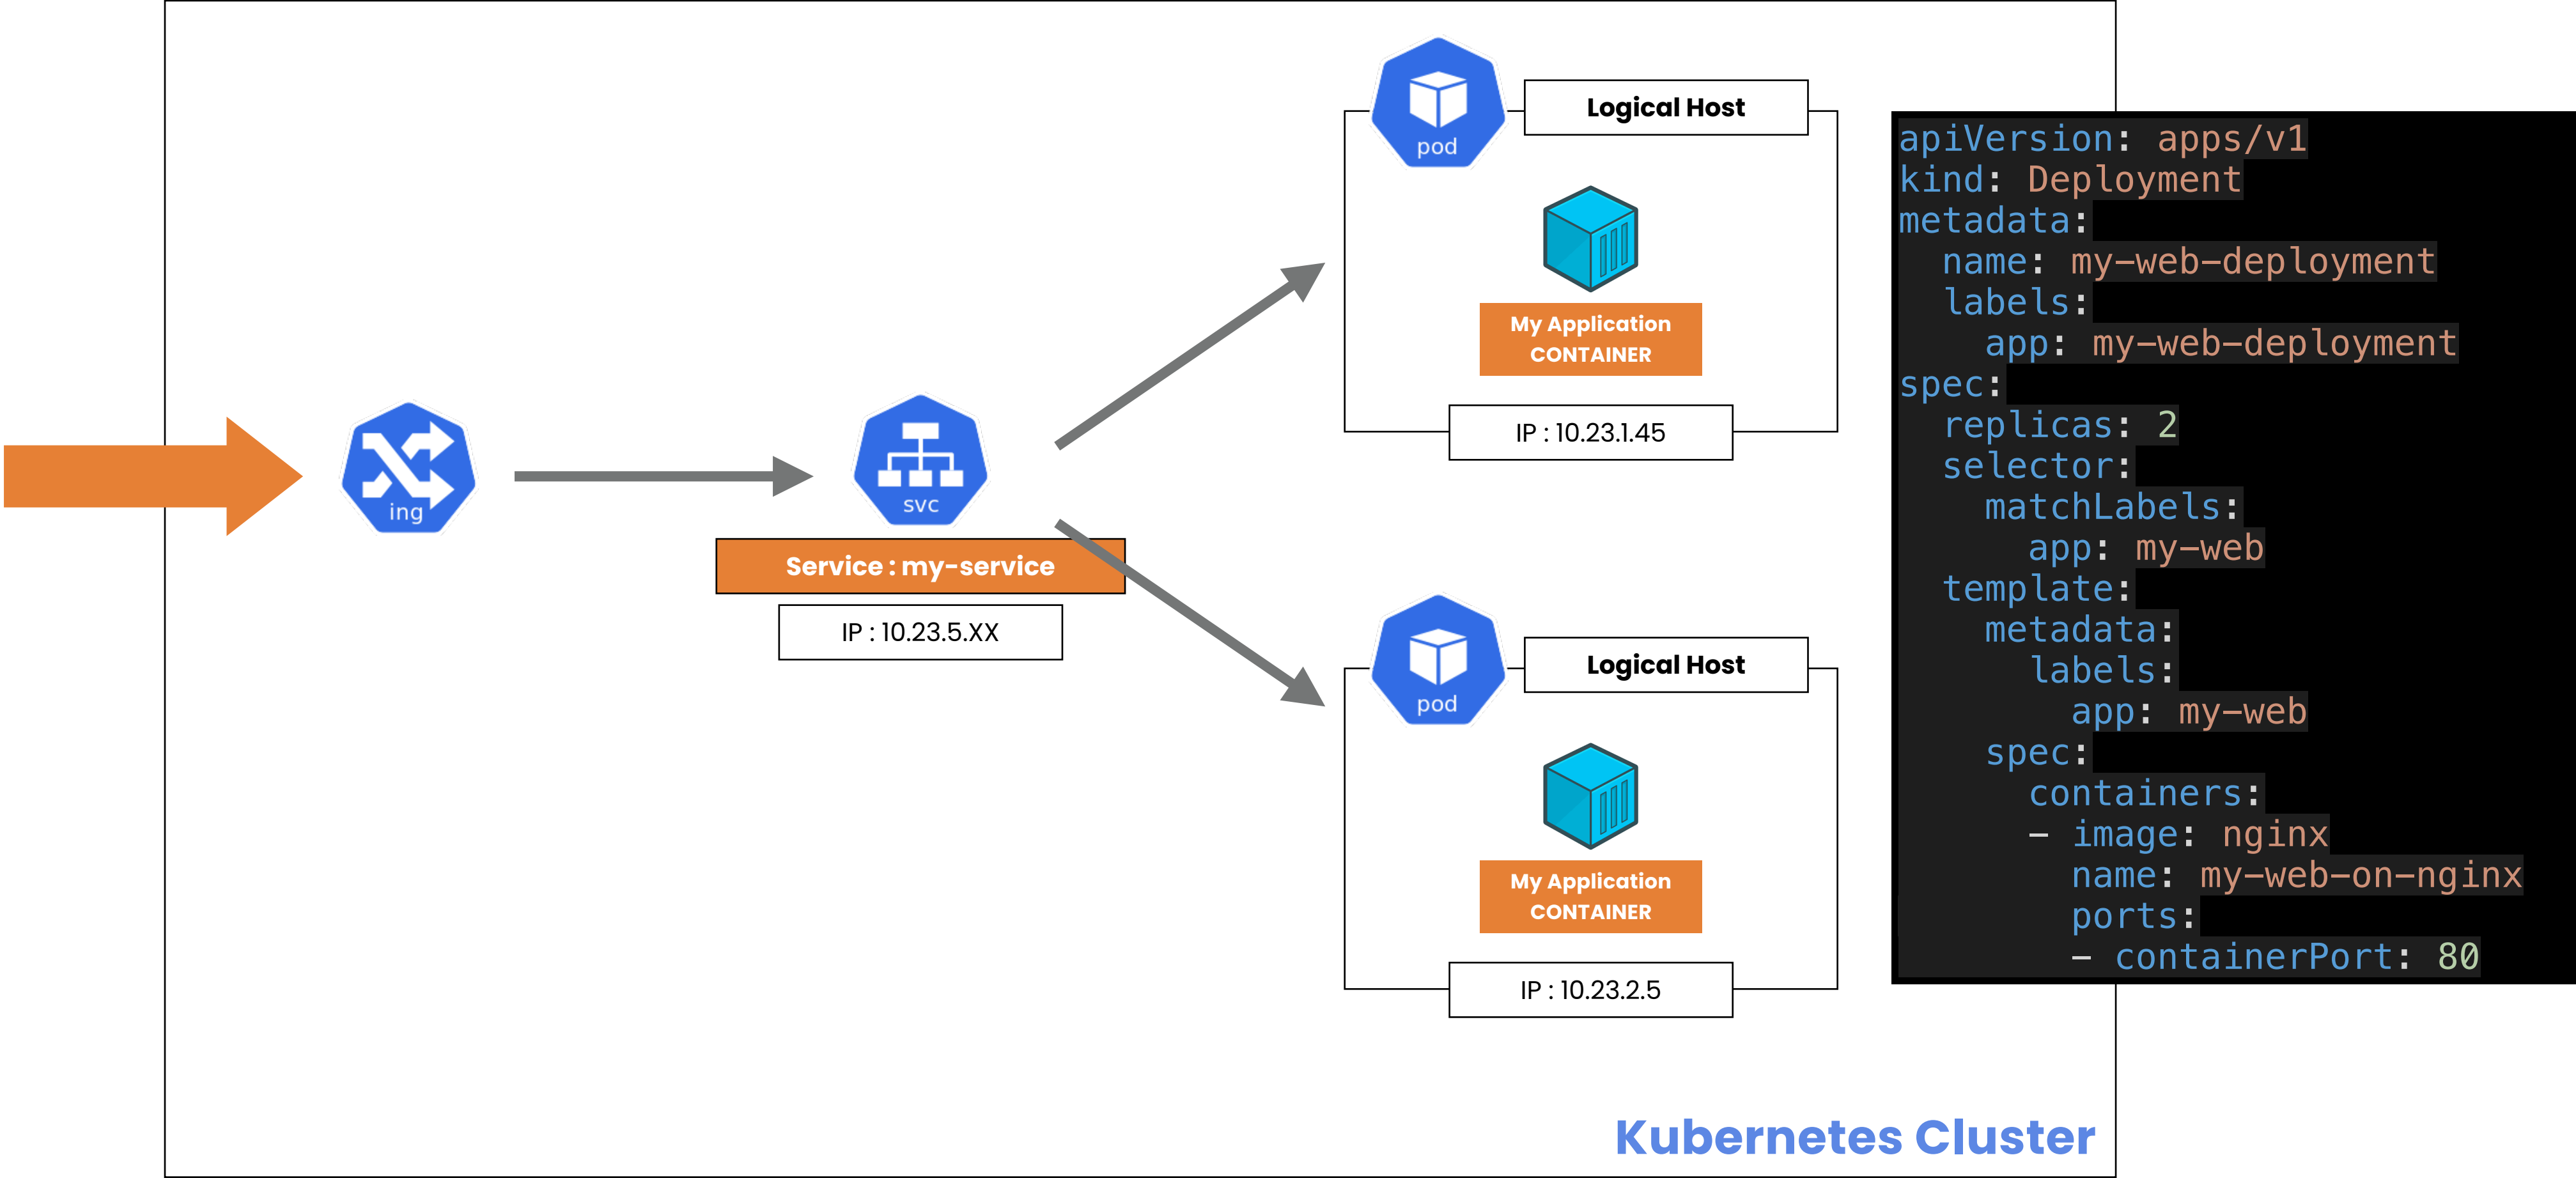 ing
svc
Service : my-service
IP : 10.23.5.XX
pod
Logical Host
My Application
CONTAINER
IP : 10.23.1.45
pod
Logical Host
My Application
CONTAINER
IP : 10.23.2.5
apiVersion: apps/v1
kind: Deployment
metadata:
  name: my-web-deployment
  labels:
    app: my-web-deployment
spec:
  replicas: 2
  selector:
    matchLabels:
      app: my-web
  template:
    metadata:
      labels:
        app: my-web
    spec:
      containers:
      - image: nginx
        name: my-web-on-nginx
        ports:
        - containerPort: 80
Kubernetes Cluster